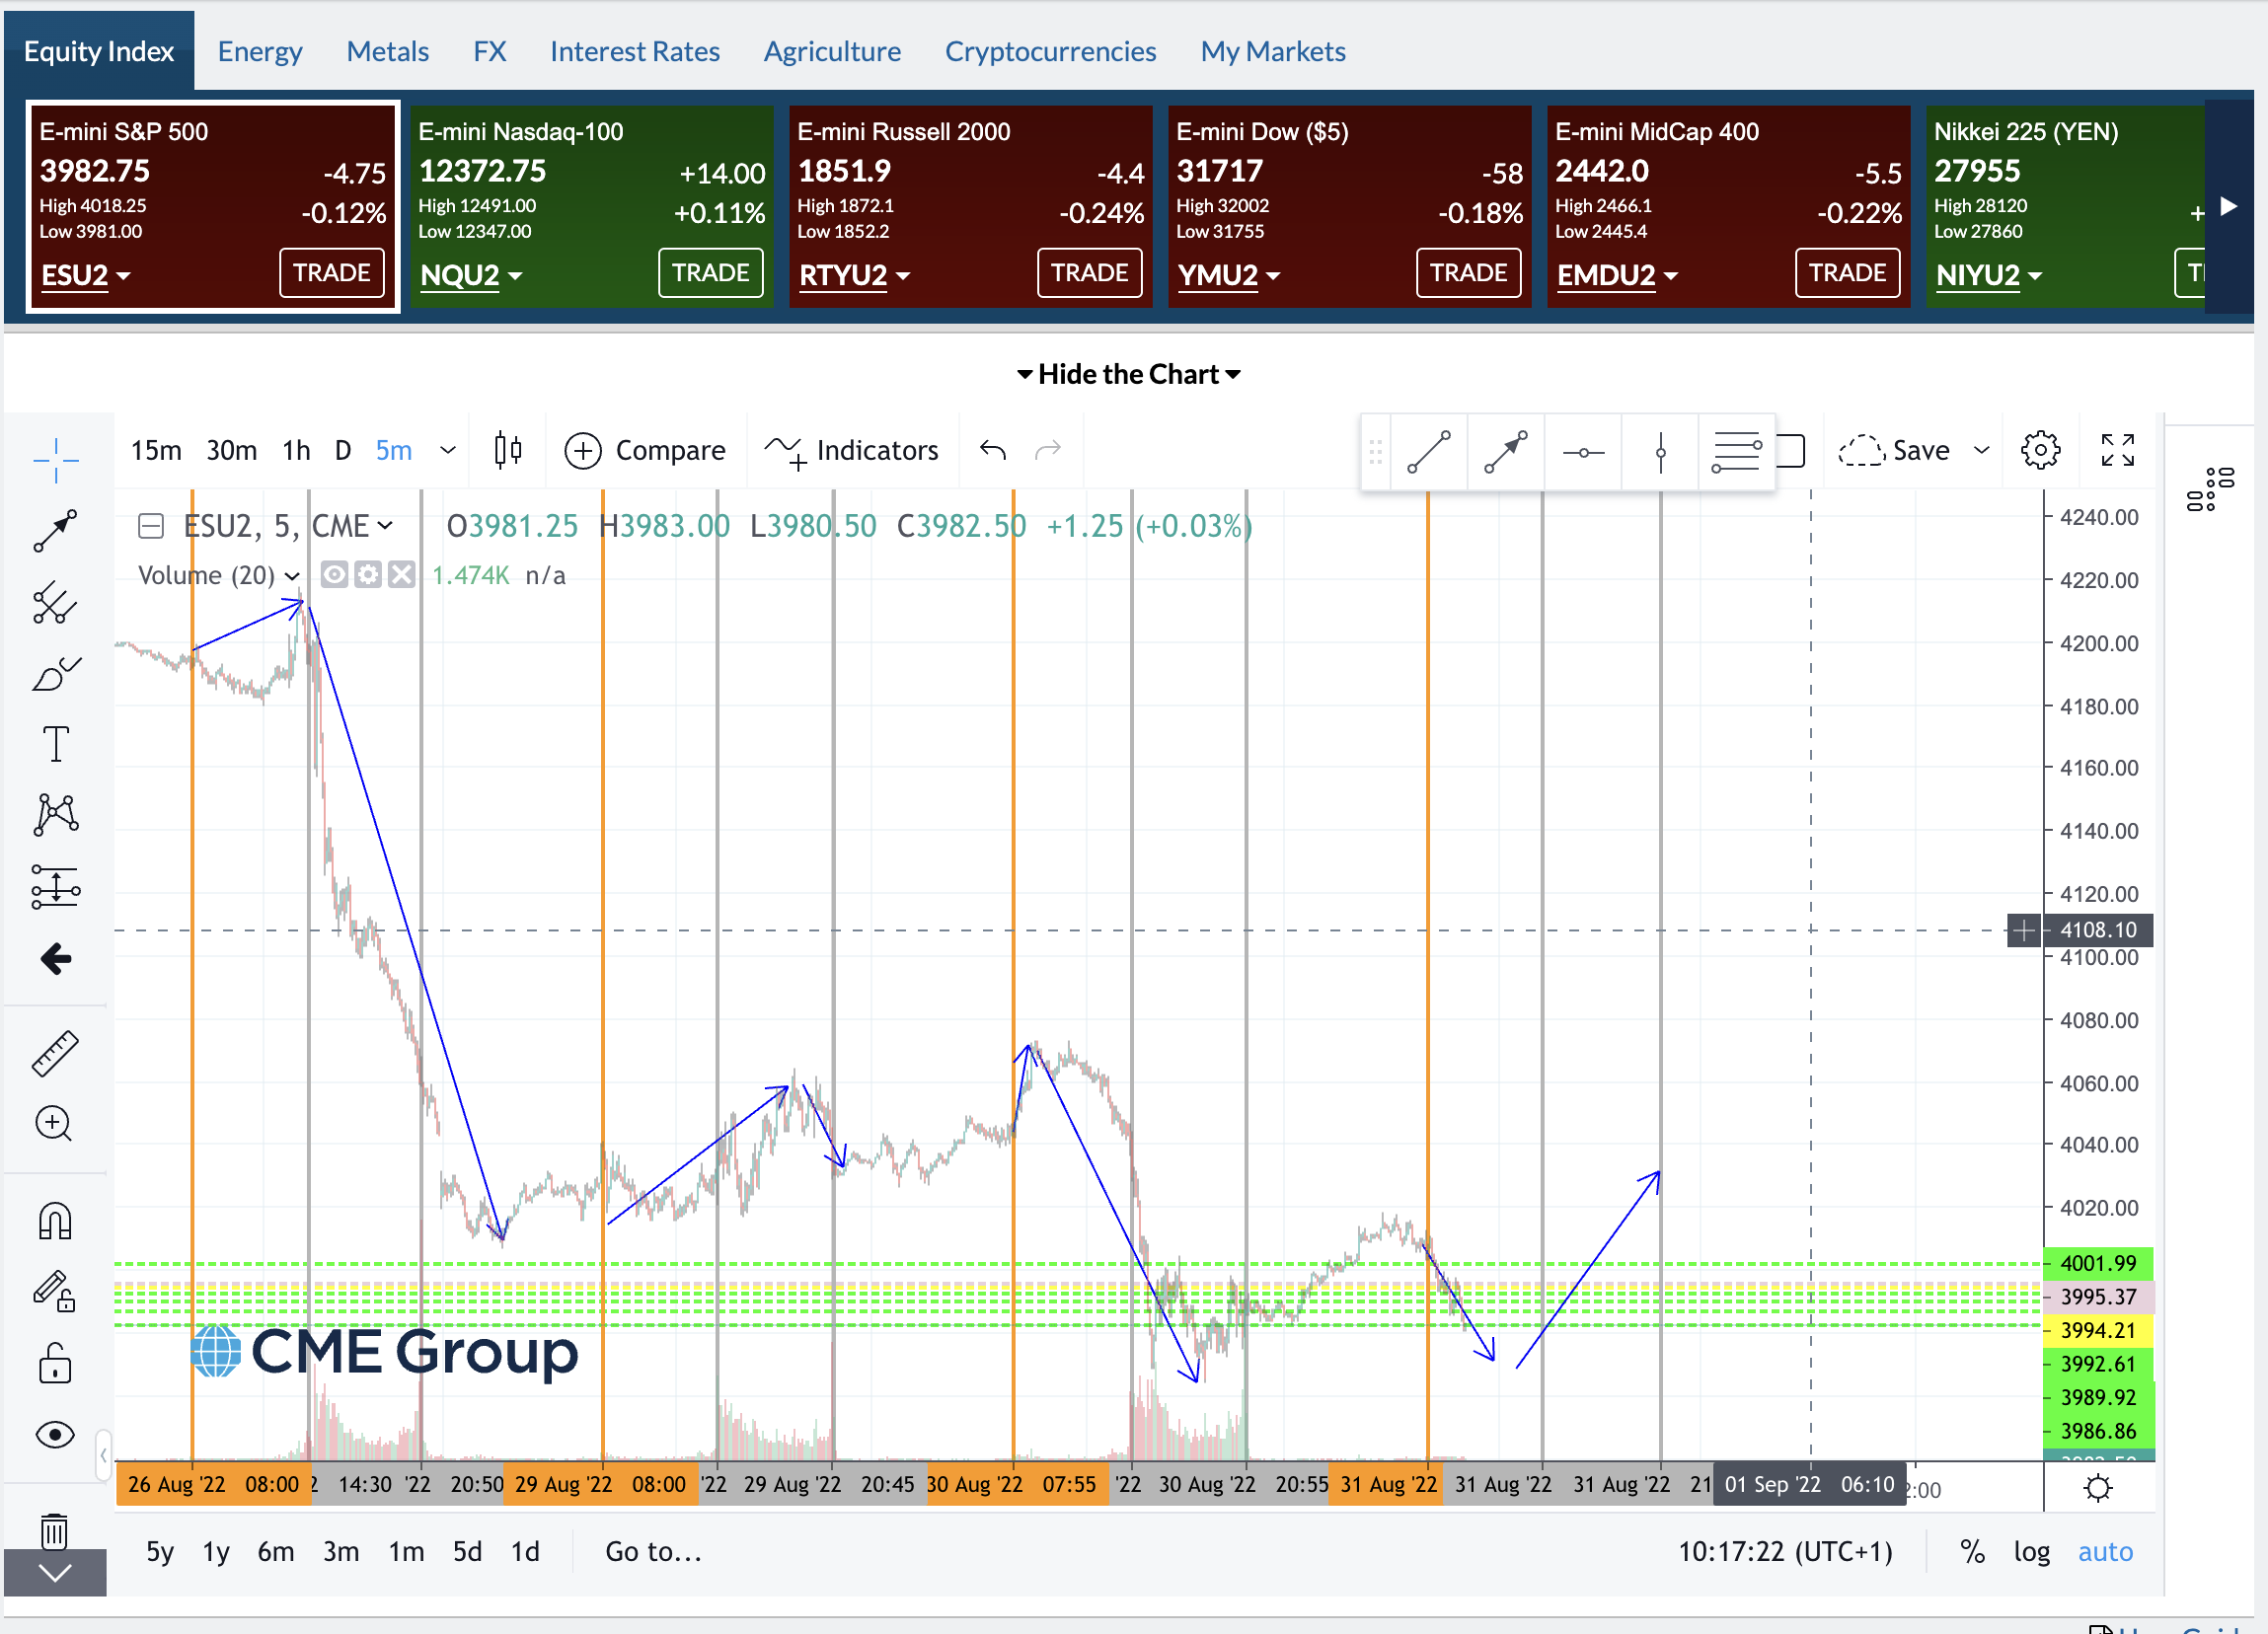 Equity Index Energy Metals FX Interest Rates Agriculture Cryptocurrencies My Markets
E-mini S&P 500
3982.75 -4.75
High 4018.25 -0.12%
Low 3981.00
ESU2 TRADE
E-mini Nasdaq-100
12372.75 +14.00
High 12491.00 +0.11%
Low 12347.00
NQU2 TRADE
E-mini Russell 2000
1851.9 -4.4
High 1872.1 -0.24%
Low 1852.2
RTYU2 TRADE
E-mini Dow ($5)
31717 -58
High 32002 -0.18%
Low 31755
YMU2 TRADE
E-mini MidCap 400
2442.0 -5.5
High 2466.1 -0.22%
Low 2445.4
EMDU2 TRADE
Nikkei 225 (YEN)
27955
High 28120 +
Low 27860
NIYU2
Hide the Chart
15m 30m 1h D 5m Compare Indicators Save
ESU2, 5, CME O3981.25 H3983.00 L3980.50 C3982.50 +1.25 (+0.03%)
Volume (20) 1.474K n/a
4240.00
4220.00
4200.00
4180.00
4160.00
4140.00
4120.00
4108.10
4100.00
4080.00
4060.00
4040.00
4020.00
4001.99
3995.37
3994.21
3992.61
3989.92
3986.86
CME Group
26 Aug '22 08:00 2 14:30 '22 20:50 29 Aug '22 08:00 '22 29 Aug '22 20:45 30 Aug '22 07:55 '22 30 Aug '22 20:55 31 Aug '22 31 Aug '22 31 Aug '22 21 01 Sep '22 06:10 2:00
5y 1y 6m 3m 1m 5d 1d Go to... 10:17:22 (UTC+1) % log auto